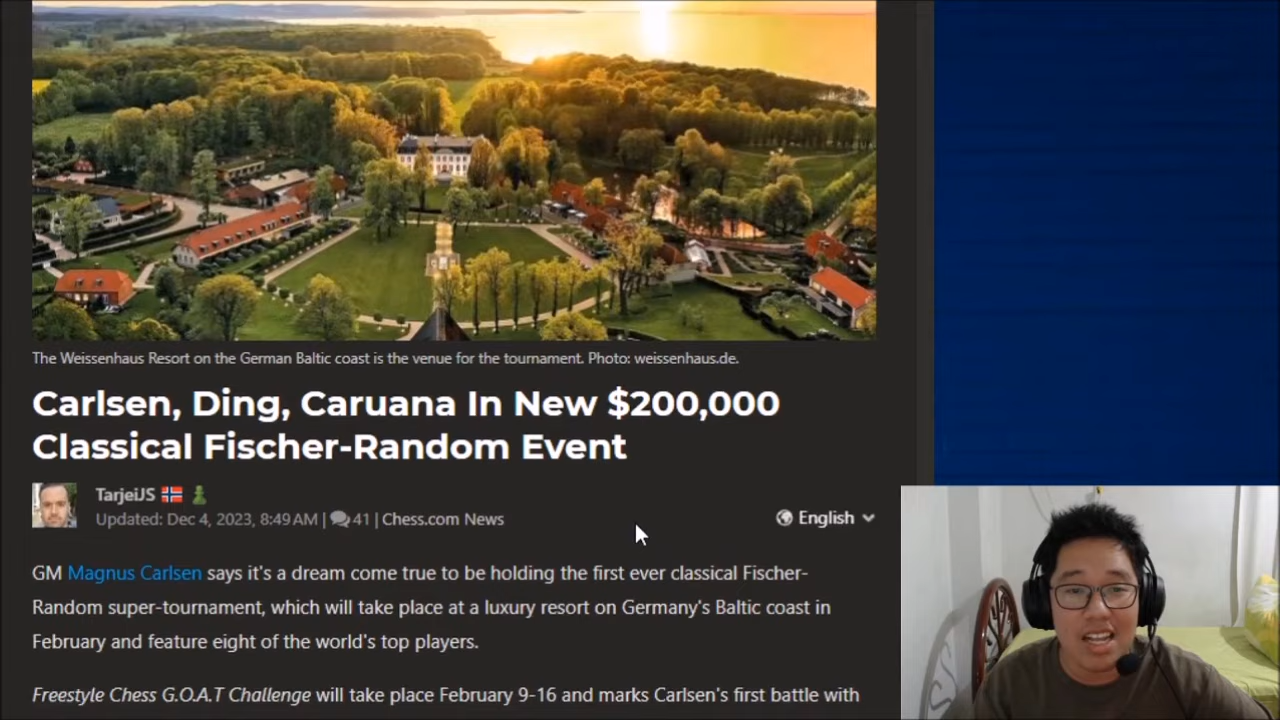 The Weissenhaus Resort on the German Baltic coast is the venue for the tournament. Photo: weissenhaus.de.
Carlsen, Ding, Caruana In New $200,000
Classical Fischer-Random Event
TarjeiJS
Updated: Dec 4, 2023, 8:49 AM | 41 | Chess.com News
English
GM Magnus Carlsen says it's a dream come true to be holding the first ever classical Fischer-
Random super-tournament, which will take place at a luxury resort on Germany's Baltic coast in
February and feature eight of the world's top players.
Freestyle Chess G.O.A.T Challenge will take place February 9-16 and marks Carlsen's first battle with